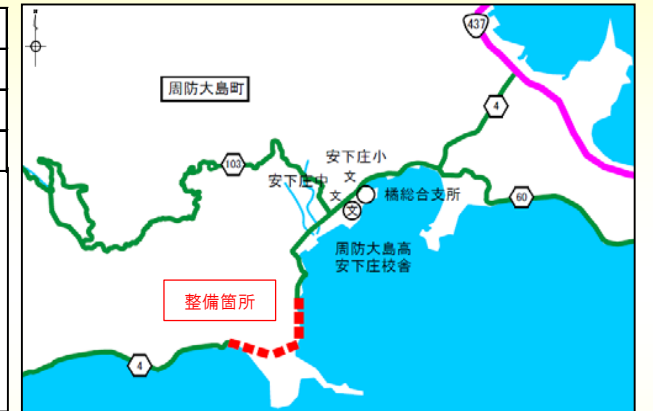 437
周防大島町
4
103
安下庄小
文
安下庄中
文
橘総合支所
文
60
周防大島高
安下庄校舎
整備箇所
4